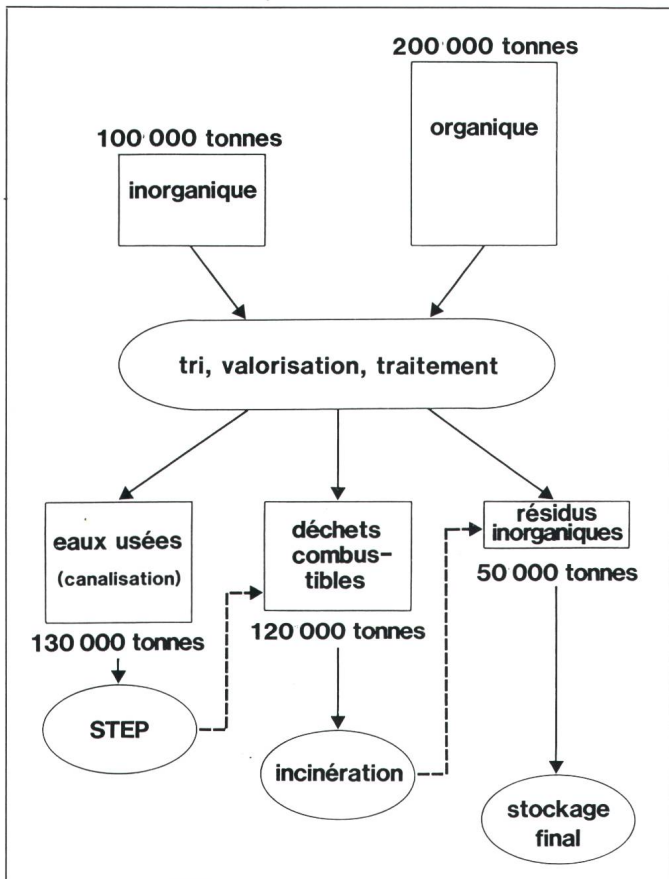 200'000 tonnes
organique
100'000 tonnes
inorganique
tri, valorisation, traitement
eaux usées
(canalisation)
130 000 tonnes
déchets
combus-
tibles
120 000 tonnes
résidus
inorganiques
50'000 tonnes
STEP
incinération
stockage
final